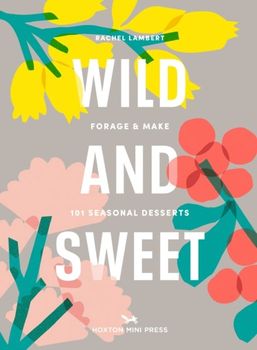 RACHEL LAMBERT
WILD
FORAGE & MAKE
AND
101 SEASONAL DESSERTS
SWEET
HOXTON MINI PRESS